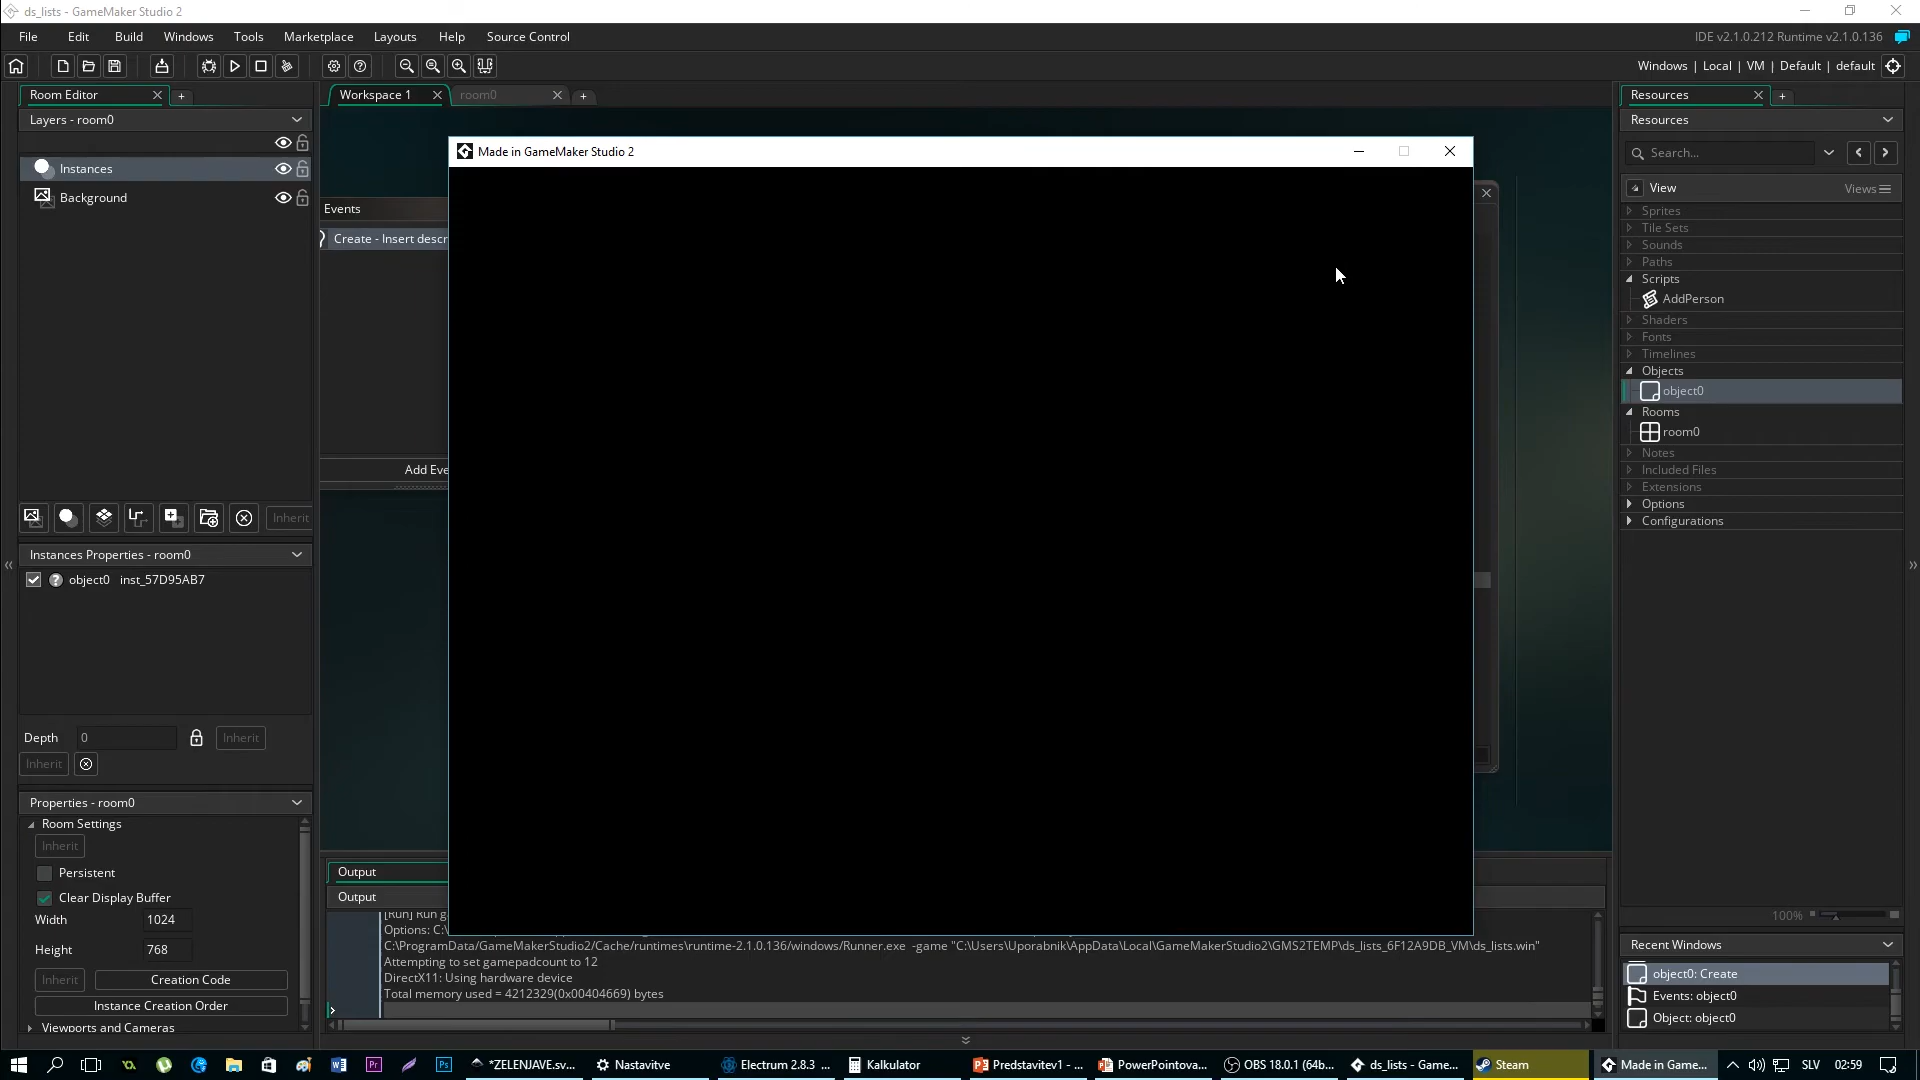 ds_lists - GameMaker Studio 2
File Edit Build Windows Tools Marketplace Layouts Help Source Control
IDE v2.1.0.212 Runtime v2.1.0.136
Windows | Local | VM | Default | default
Room Editor
Workspace 1
room0
Resources
Layers - room0
Resources
Made in GameMaker Studio 2
Search...
Instances
View
Views
Background
Events
Sprites
Tile Sets
Create - Insert descr
Sounds
Paths
Scripts
AddPerson
Shaders
Fonts
Timelines
Objects
object0
Rooms
room0
Notes
Add Eve
Included Files
Extensions
Options
Inherit
Configurations
Instances Properties - room0
object0 inst_57D95AB7
Depth 0 Inherit
Inherit
Properties - room0
Room Settings
Inherit
Persistent
Output
Clear Display Buffer
Output
Width 1024
[Run] Run g
100%
Options: C:\
Height 768
C:\ProgramData/GameMakerStudio2/Cache/runtimes\runtime-2.1.0.136/windows/Runner.exe -game "C:\Users\Uporabnik\AppData\Local\GameMakerStudio2\GMS2TEMP\ds_lists_6F12A9DB_VM\ds_lists.win"
Recent Windows
Attempting to set gamepadcount to 12
DirectX11: Using hardware device
object0: Create
Inherit Creation Code
Total memory used = 4212329(0x00404669) bytes
Events: object0
Instance Creation Order
Object: object0
Viewports and Cameras
*ZELENJAVE.sv...
Nastavitve
Electrum 2.8.3 ...
Kalkulator
Predstavitev1 - ...
PowerPointova...
OBS 18.0.1 (64b...
ds_lists - Game...
Steam
Made in Game...
SLV
02:59